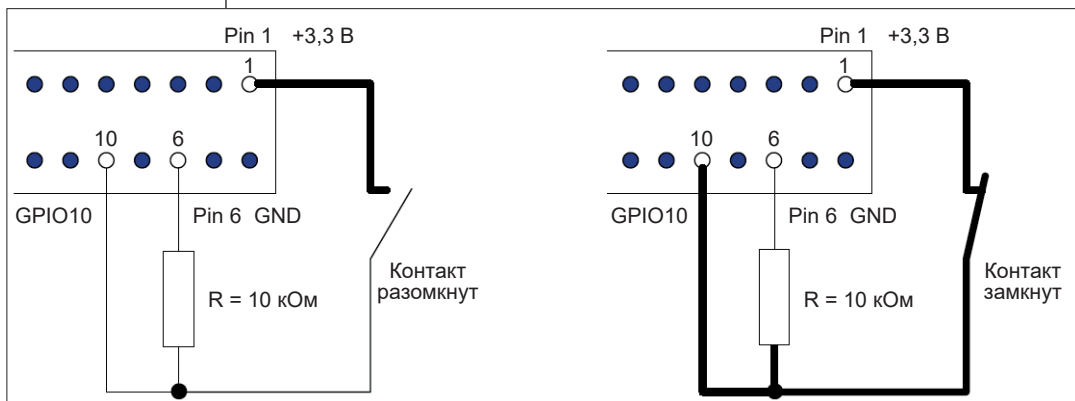 Pin 1 +3,3 В
1
10 6
GPIO10 Pin 6 GND
R = 10 кОм
Контакт
разомкнут
Pin 1 +3,3 В
1
10 6
GPIO10 Pin 6 GND
R = 10 кОм
Контакт
замкнут